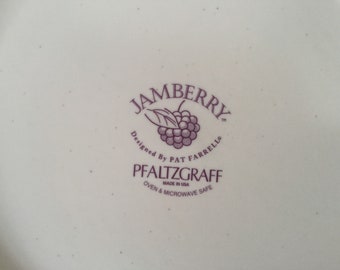 JAMBERRY®
Designed By PAT FARRELL
PFALTZGRAFF
MADE IN USA
OVEN & MICROWAVE SAFE